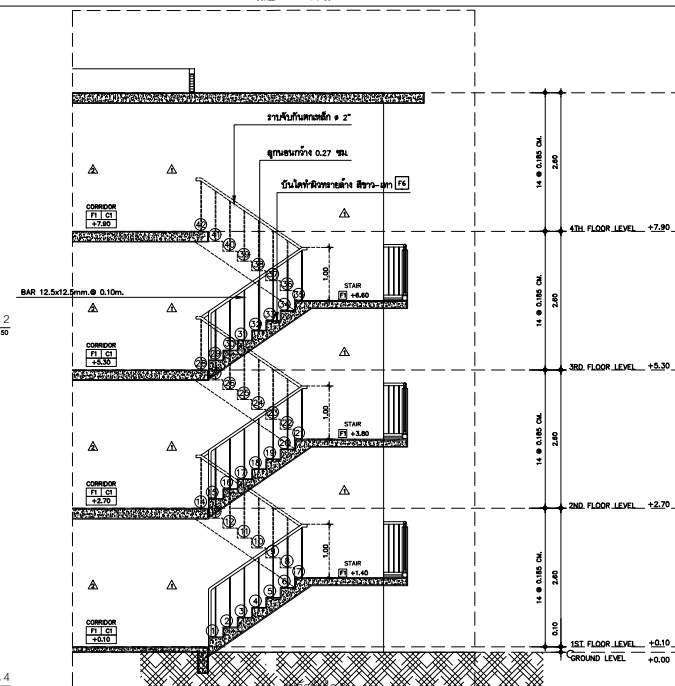 ราบจับกันตกเหล็ก ø 2"
ลูกนอนกว้าง 0.27 ซม.
บันไดทำผิวทรายล้าง สีขาว-เทา F6
CORRIDOR
F1 C1
+7.90
BAR 12.5x12.5mm.@ 0.10m.
CORRIDOR
F1 C1
+5.30
CORRIDOR
F1 C1
+2.70
CORRIDOR
F1 C1
+0.10
STAIR
F1 +6.60
STAIR
F1 +3.80
STAIR
F1 +1.40
1.00
1.00
1.00
14 @ 0.185 CM.
2.60
14 @ 0.185 CM.
2.60
14 @ 0.185 CM.
2.60
14 @ 0.185 CM.
2.60
0.10
4TH FLOOR LEVEL +7.90
3RD FLOOR LEVEL +5.30
2ND FLOOR LEVEL +2.70
1ST FLOOR LEVEL +0.10
GROUND LEVEL +0.00